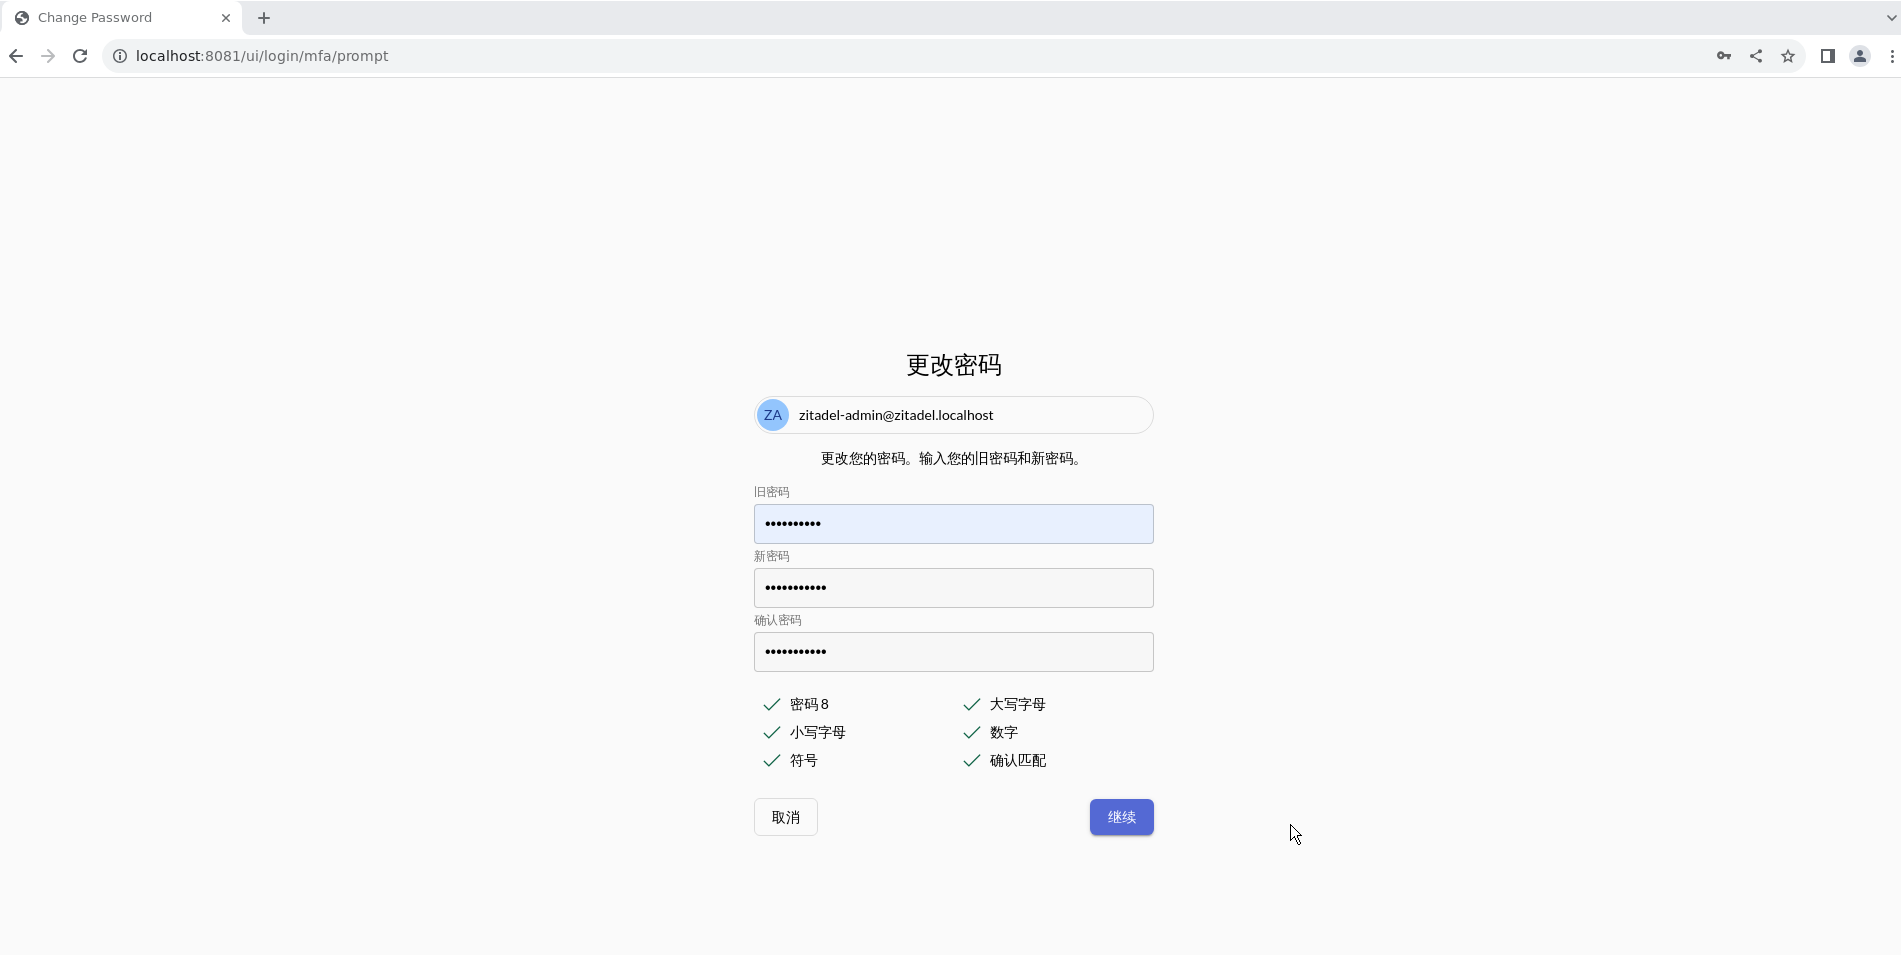 Change Password
localhost:8081/ui/login/mfa/prompt
更改密码
ZA zitadel-admin@zitadel.localhost
更改您的密码。输入您的旧密码和新密码。
旧密码
••••••••••
新密码
•••••••••••
确认密码
•••••••••••
密码 8 大写字母
小写字母 数字
符号 确认匹配
取消 继续